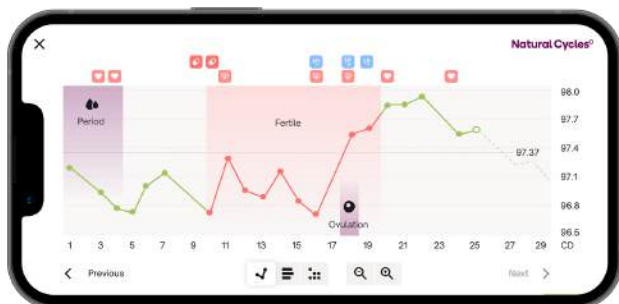 Natural Cycles°
98.0
Period
Fertile
97.7
97.4
97.37
97.1
96.8
Ovulation
96.5
1 3 5 7 9 11 13 15 17 19 21 23 25 27 29 CD
Previous
Next